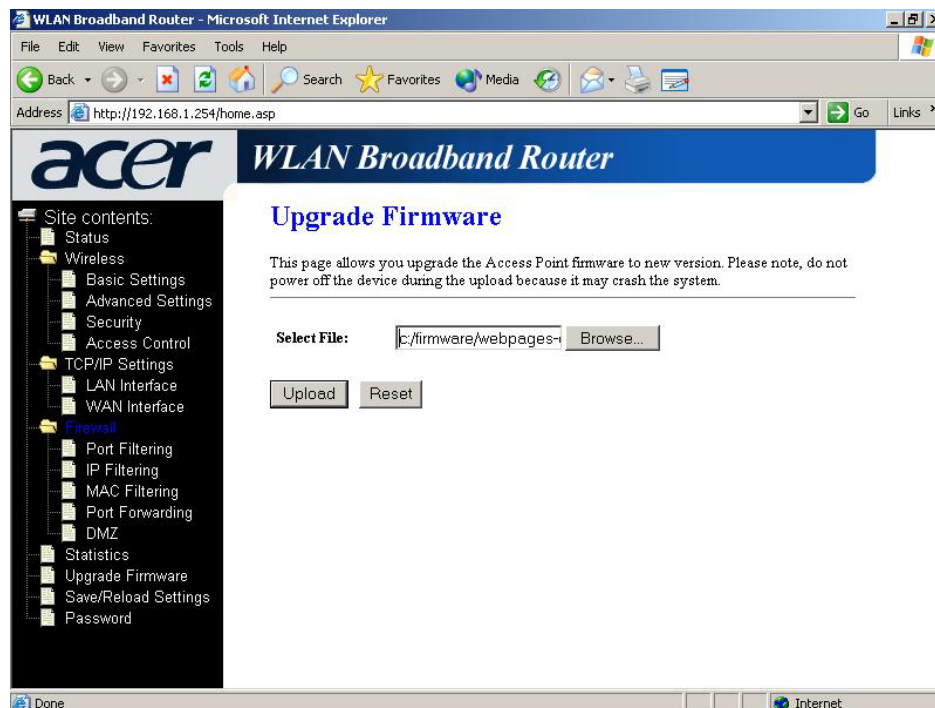 WLAN Broadband Router - Microsoft Internet Explorer
File Edit View Favorites Tools Help
Back Search Favorites Media
Address http://192.168.1.254/home.asp Go Links
acer WLAN Broadband Router
Site contents:
Status
Wireless
Basic Settings
Advanced Settings
Security
Access Control
TCP/IP Settings
LAN Interface
WAN Interface
Firewall
Port Filtering
IP Filtering
MAC Filtering
Port Forwarding
DMZ
Statistics
Upgrade Firmware
Save/Reload Settings
Password
Upgrade Firmware
This page allows you upgrade the Access Point firmware to new version. Please note, do not
power off the device during the upload because it may crash the system.
Select File: c:/firmware/webpages- Browse...
Upload Reset
Done Internet